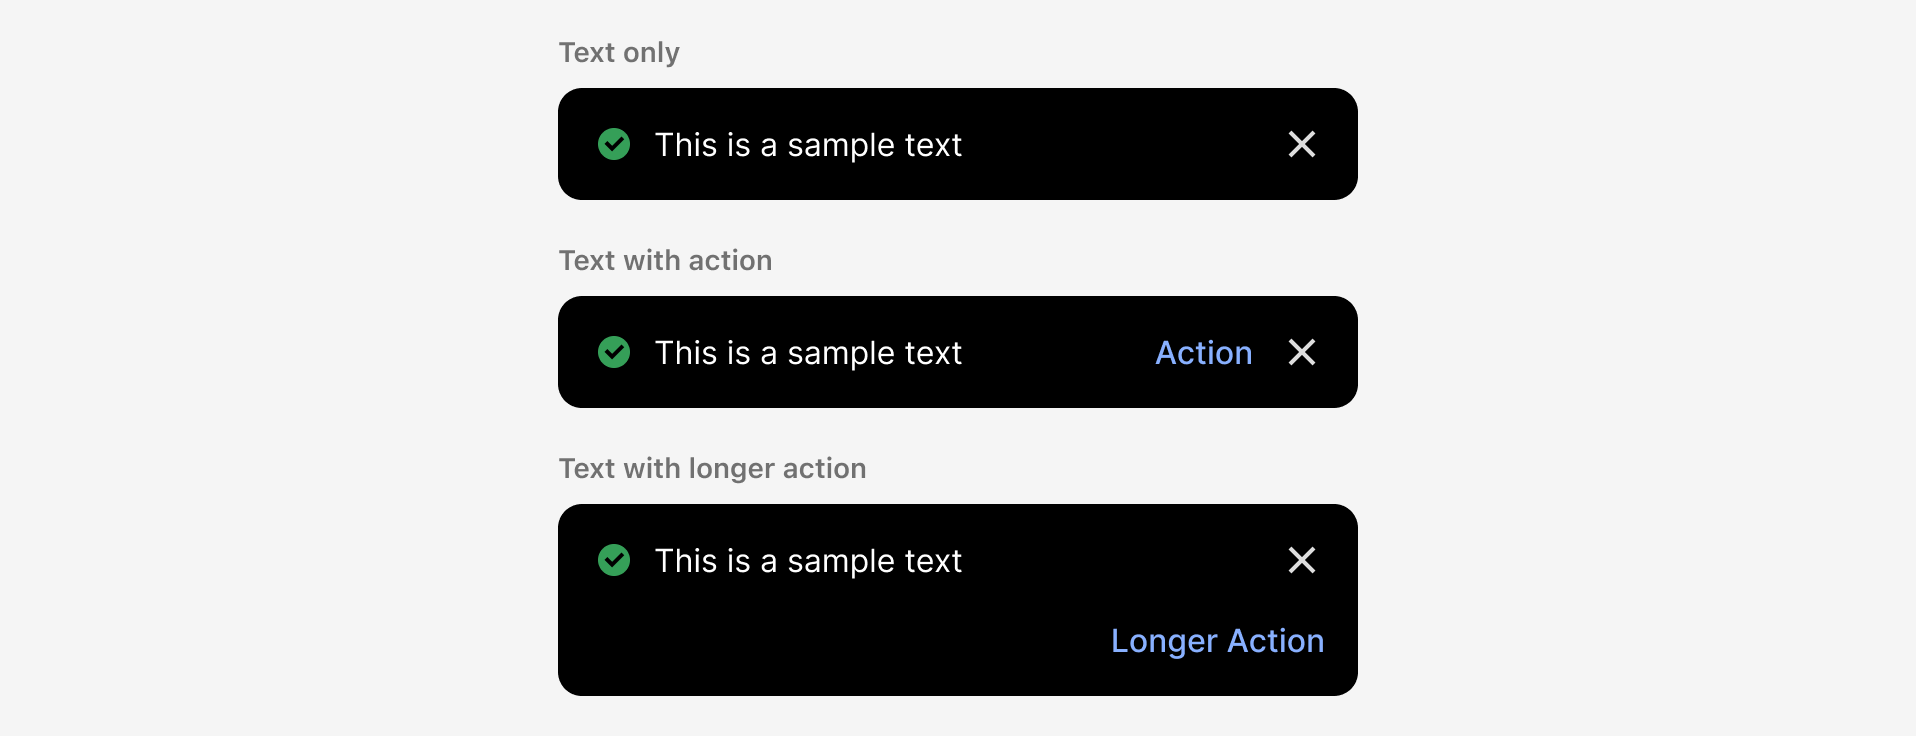 Text only
This is a sample text
Text with action
This is a sample text Action
Text with longer action
This is a sample text
Longer Action